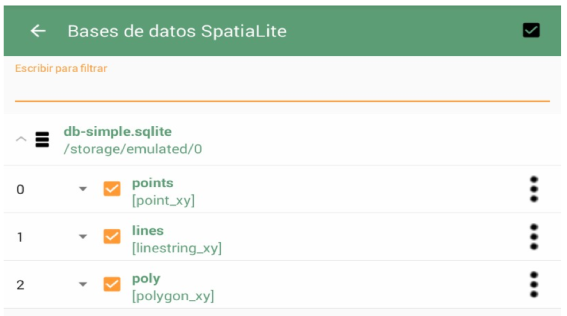 Bases de datos SpatiaLite
Escribir para filtrar
db-simple.sqlite
/storage/emulated/0
0 points
[point_xy]
1 lines
[linestring_xy]
2 poly
[polygon_xy]